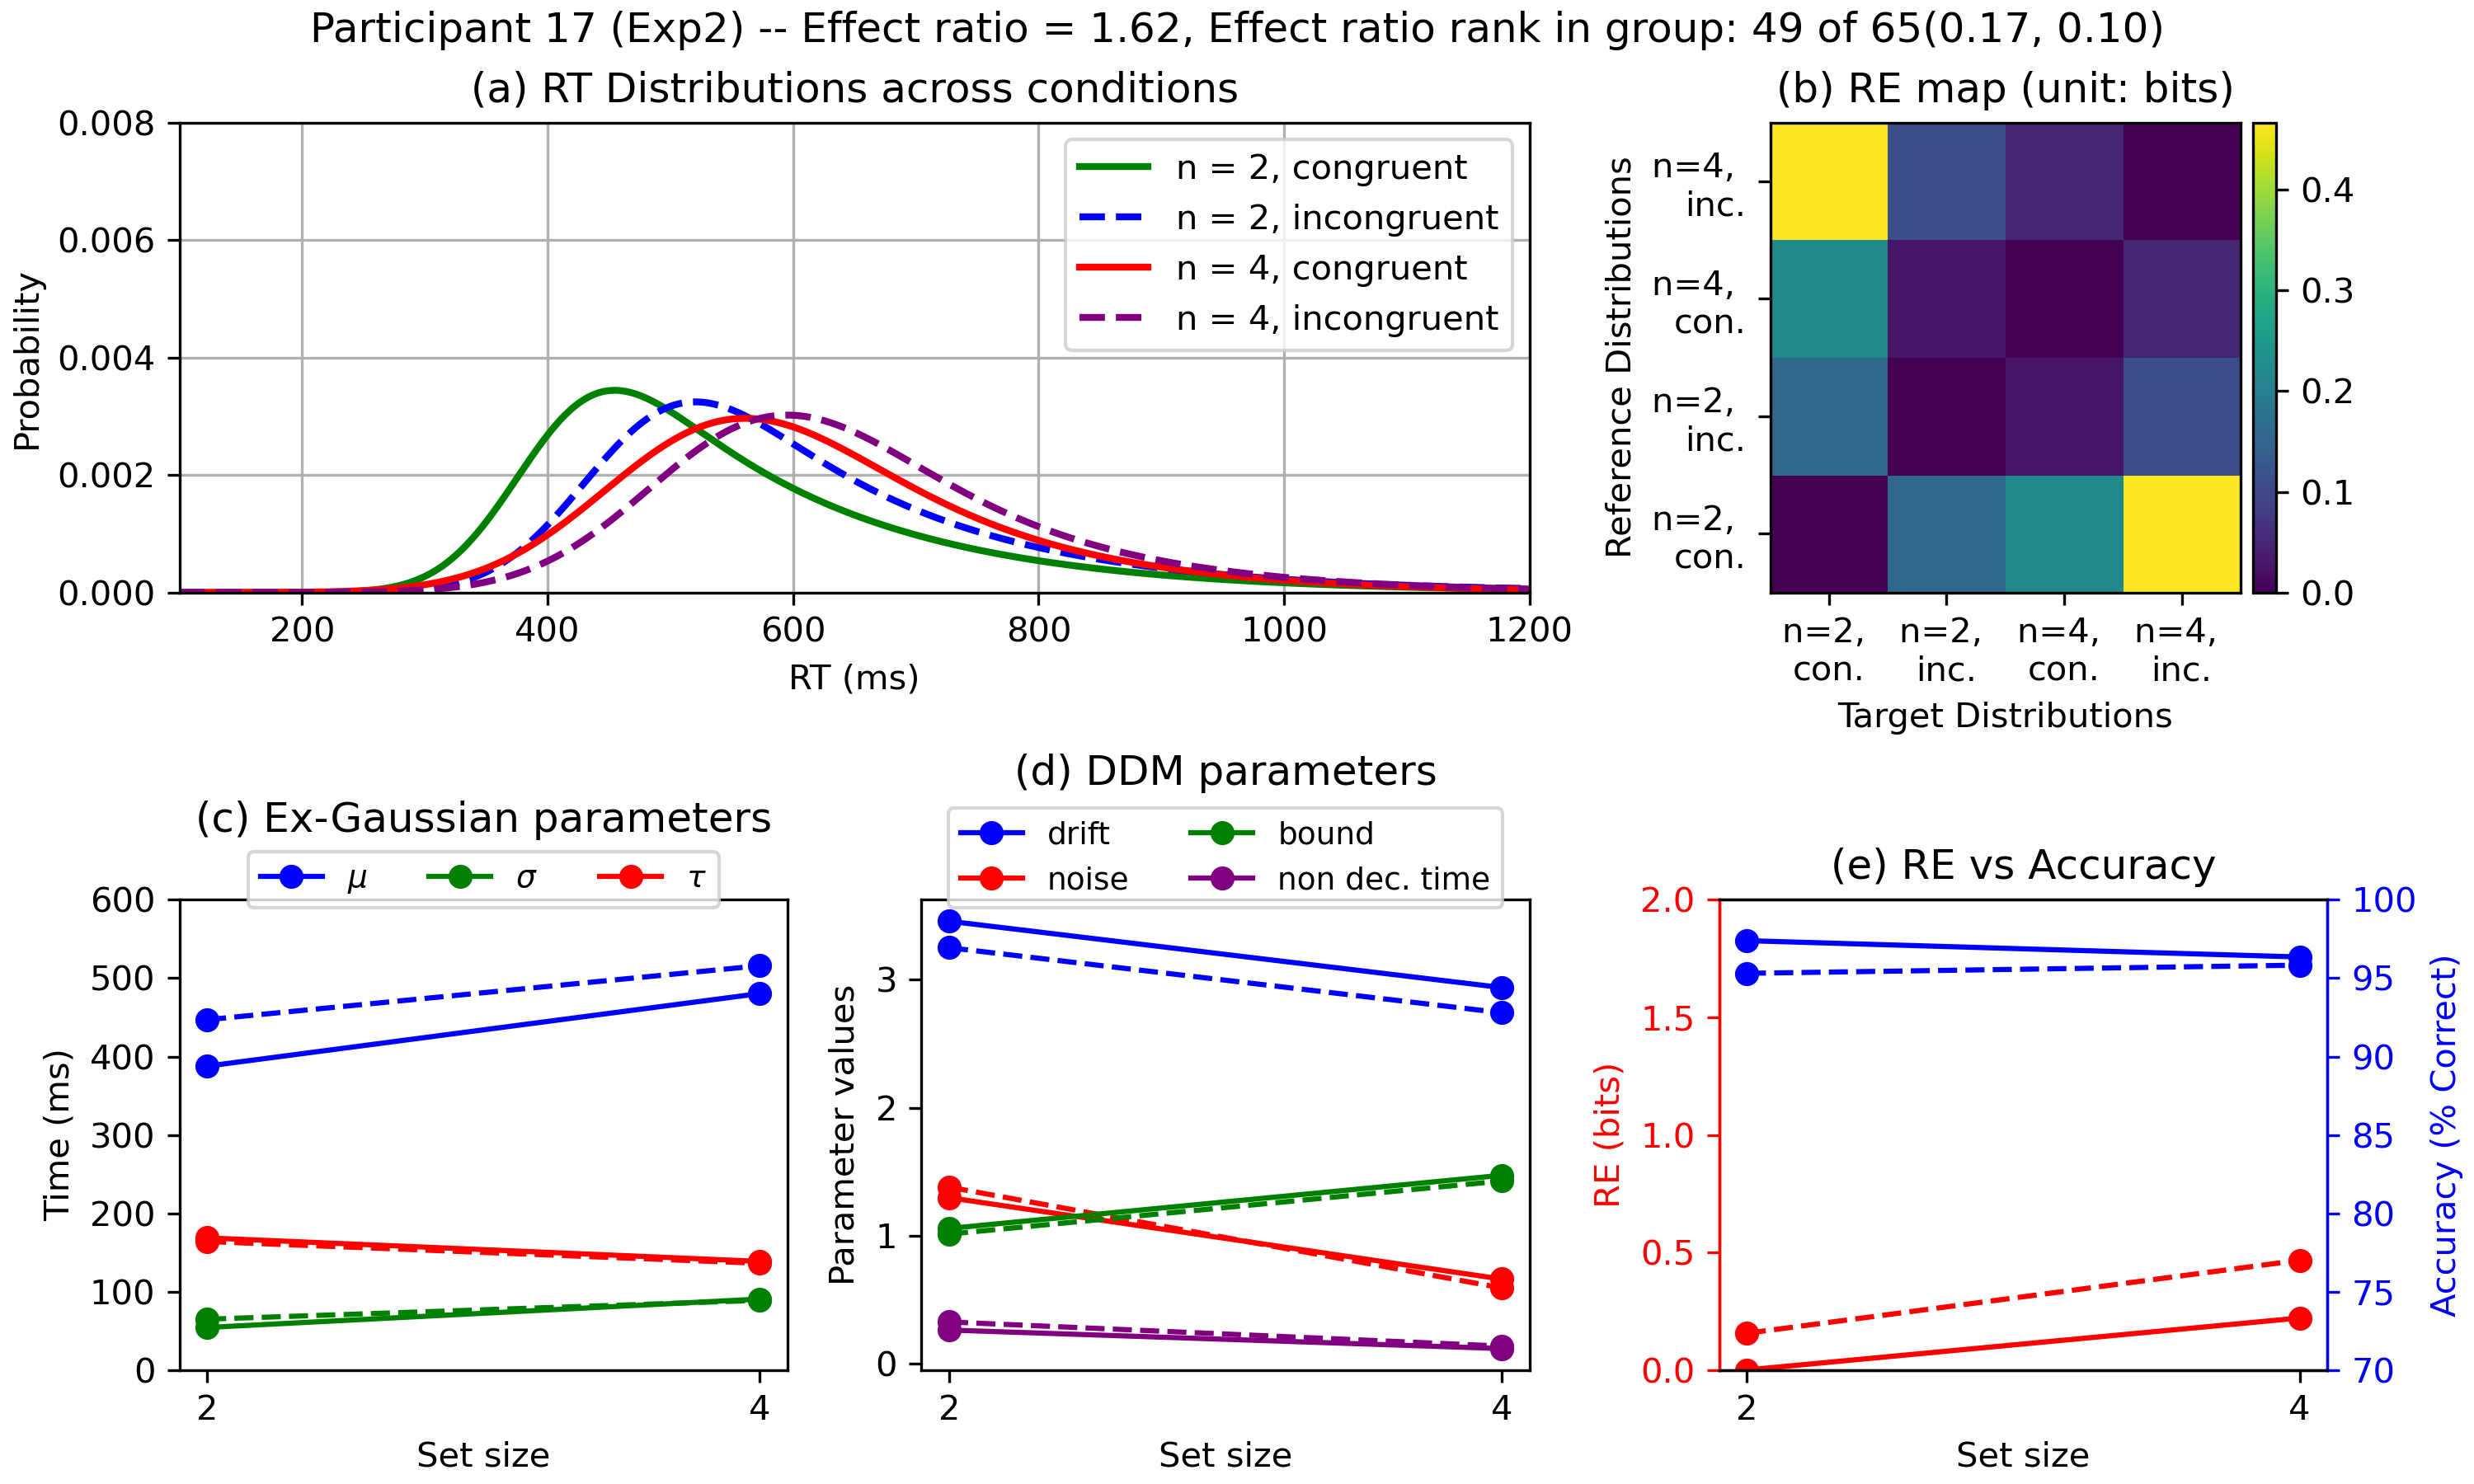 Participant 17 (Exp2) -- Effect ratio = 1.62, Effect ratio rank in group: 49 of 65(0.17, 0.10)
(a) RT Distributions across conditions
0.008
0.006
0.004
0.002
0.000
Probability
200
400
600
800
1000
1200
RT (ms)
n = 2, congruent
n = 2, incongruent
n = 4, congruent
n = 4, incongruent
(b) RE map (unit: bits)
Reference Distributions
n=4,
inc.
n=4,
con.
n=2,
inc.
n=2,
con.
n=2,
con.
n=2,
inc.
n=4,
con.
n=4,
inc.
Target Distributions
0.4
0.3
0.2
0.1
0.0
(c) Ex-Gaussian parameters
μ
σ
τ
600
500
400
300
200
100
0
Time (ms)
2
4
Set size
(d) DDM parameters
drift
noise
bound
non dec. time
3
2
1
0
Parameter values
2
4
Set size
(e) RE vs Accuracy
2.0
1.5
1.0
0.5
0.0
RE (bits)
100
95
90
85
80
75
70
Accuracy (% Correct)
2
4
Set size